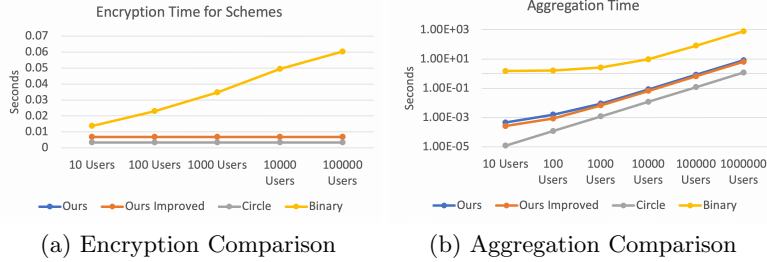 Encryption Time for Schemes
Seconds
0.07
0.06
0.05
0.04
0.03
0.02
0.01
0
10 Users
100 Users
1000 Users
10000
Users
100000
Users
Ours
Ours Improved
Circle
Binary
(a) Encryption Comparison
Aggregation Time
Seconds
1.00E+03
1.00E+01
1.00E-01
1.00E-03
1.00E-05
10 Users
100
Users
1000
Users
10000
Users
100000
Users
1000000
Users
Ours
Ours Improved
Circle
Binary
(b) Aggregation Comparison